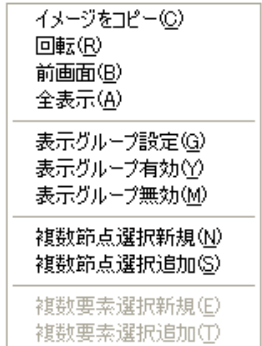 イメージをコピー(C)
回転(R)
前画面(B)
全表示(A)
表示グループ設定(G)
表示グループ有効(Y)
表示グループ無効(M)
複数節点選択新規(N)
複数節点選択追加(S)
複数要素選択新規(E)
複数要素選択追加(T)